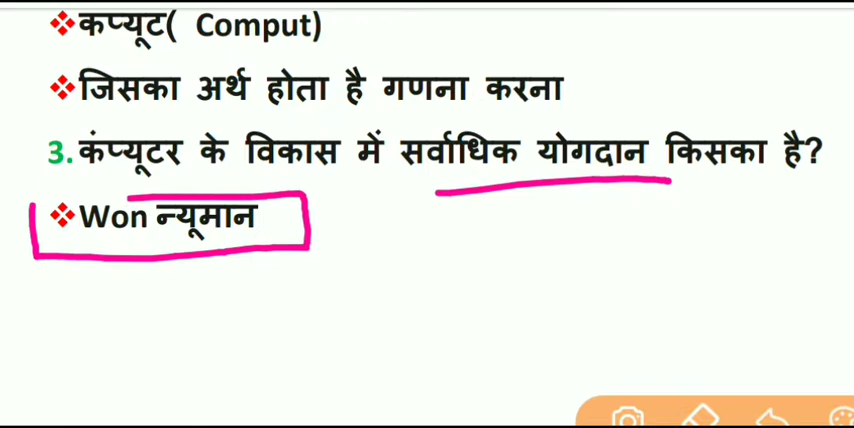 ❖कप्यूट( Comput)
❖जिसका अर्थ होता है गणना करना
3. कंप्यूटर के विकास में सर्वाधिक योगदान किसका है?
❖Won न्यूमान